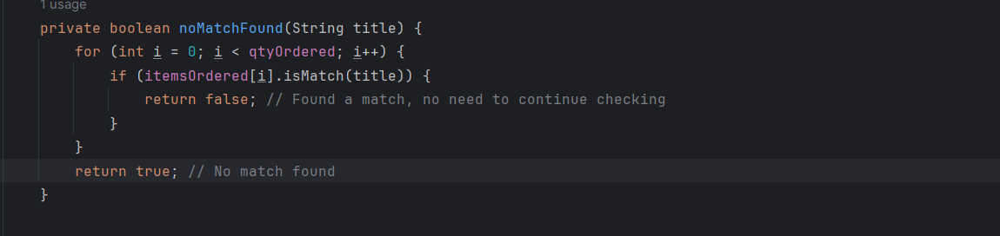 1 usage
private boolean noMatchFound(String title) {
for (int i = 0; i < qtyOrdered; i++) {
if (itemsOrdered[i].isMatch(title)) {
return false; // Found a match, no need to continue checking
}
}
return true; // No match found
}